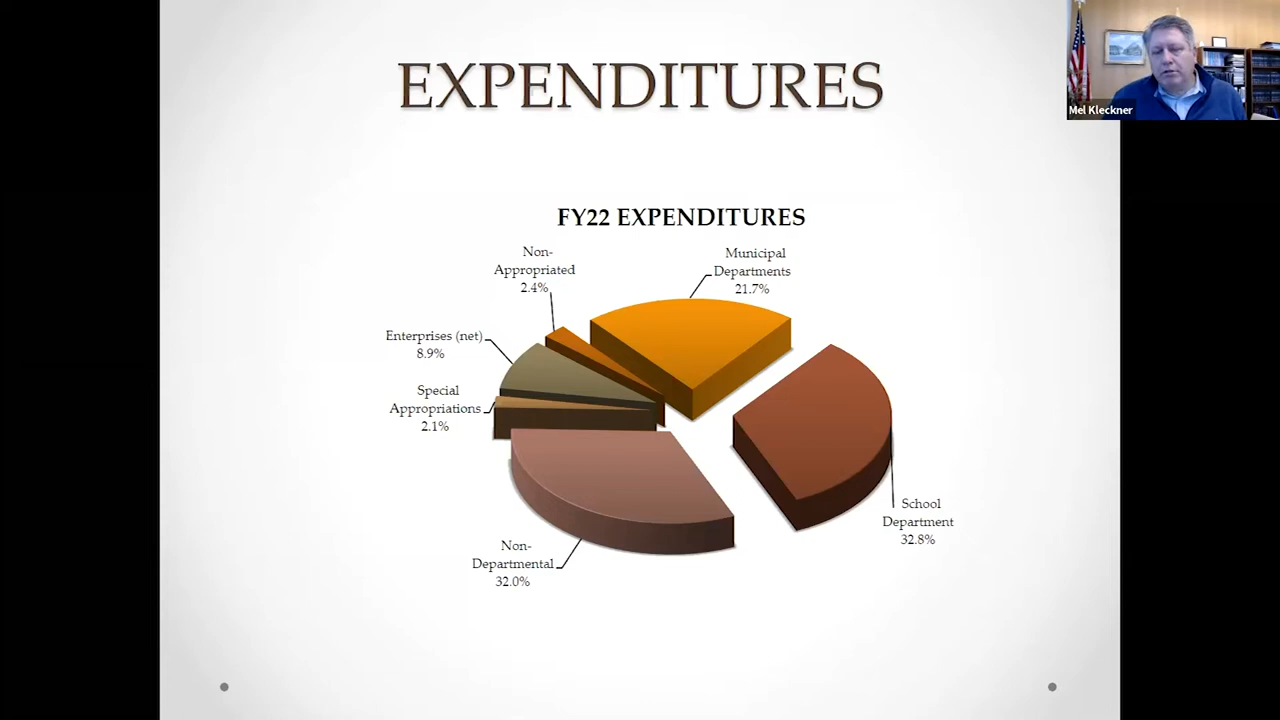 EXPENDITURES
Mel Kleckner
FY22 EXPENDITURES
Non-
Appropriated
2.4%
Municipal
Departments
21.7%
Enterprises (net)
8.9%
Special
Appropriations
2.1%
School
Department
32.8%
Non-
Departmental
32.0%